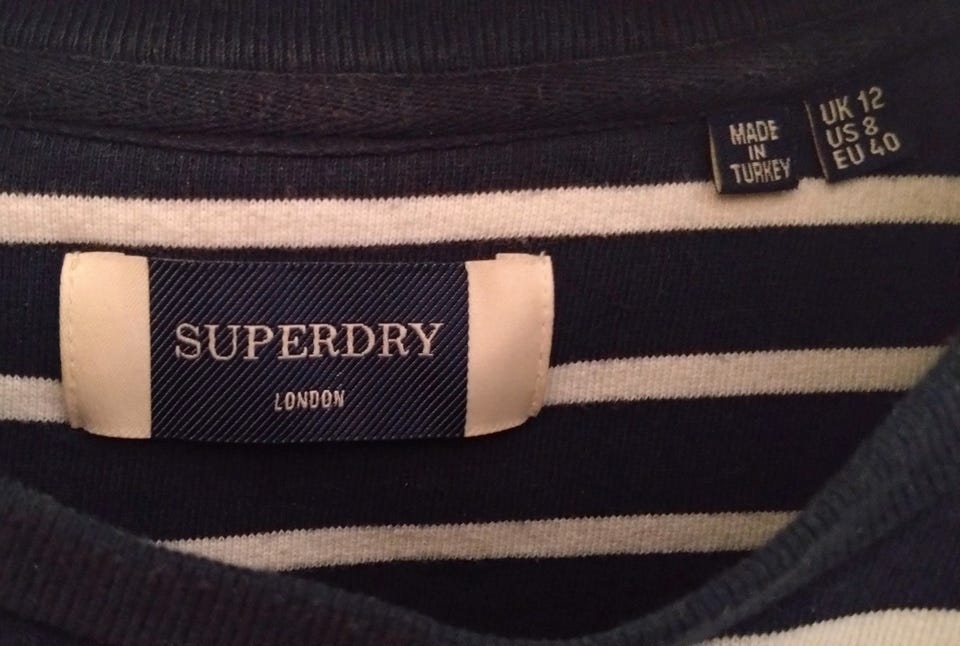 MADE
IN
TURKEY
UK 12
US 8
EU 40
SUPERDRY
LONDON